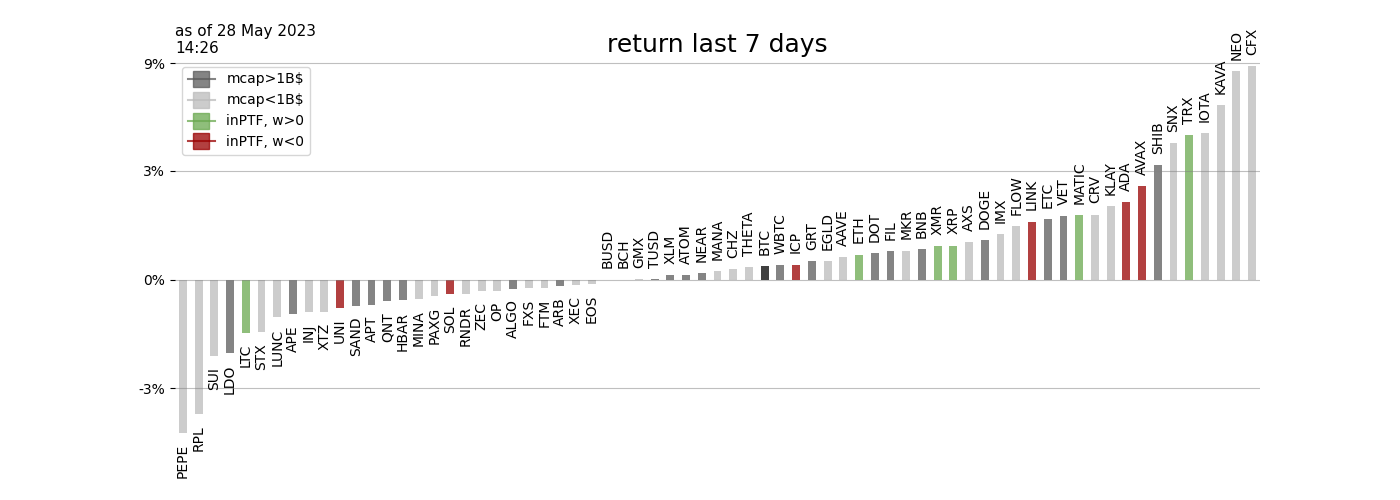 as of 28 May 2023
14:26
return last 7 days
mcap>1B$
mcap<1B$
inPTF, w>0
inPTF, w<0
9%
3%
0%
-3%
PEPE
RPL
SUI
LDO
LTC
STX
LUNC
APE
INJ
XTZ
UNI
SAND
APT
QNT
HBAR
MINA
PAXG
SOL
RNDR
ZEC
OP
ALGO
FXS
FTM
ARB
XEC
EOS
BUSD
BCH
GMX
TUSD
XLM
ATOM
NEAR
MANA
CHZ
THETA
BTC
WBTC
ICP
GRT
EGLD
AAVE
ETH
DOT
FIL
MKR
BNB
XMR
XRP
AXS
DOGE
IMX
FLOW
LINK
ETC
VET
MATIC
CRV
KLAY
ADA
AVAX
SHIB
SNX
TRX
IOTA
KAVA
NEO
CFX